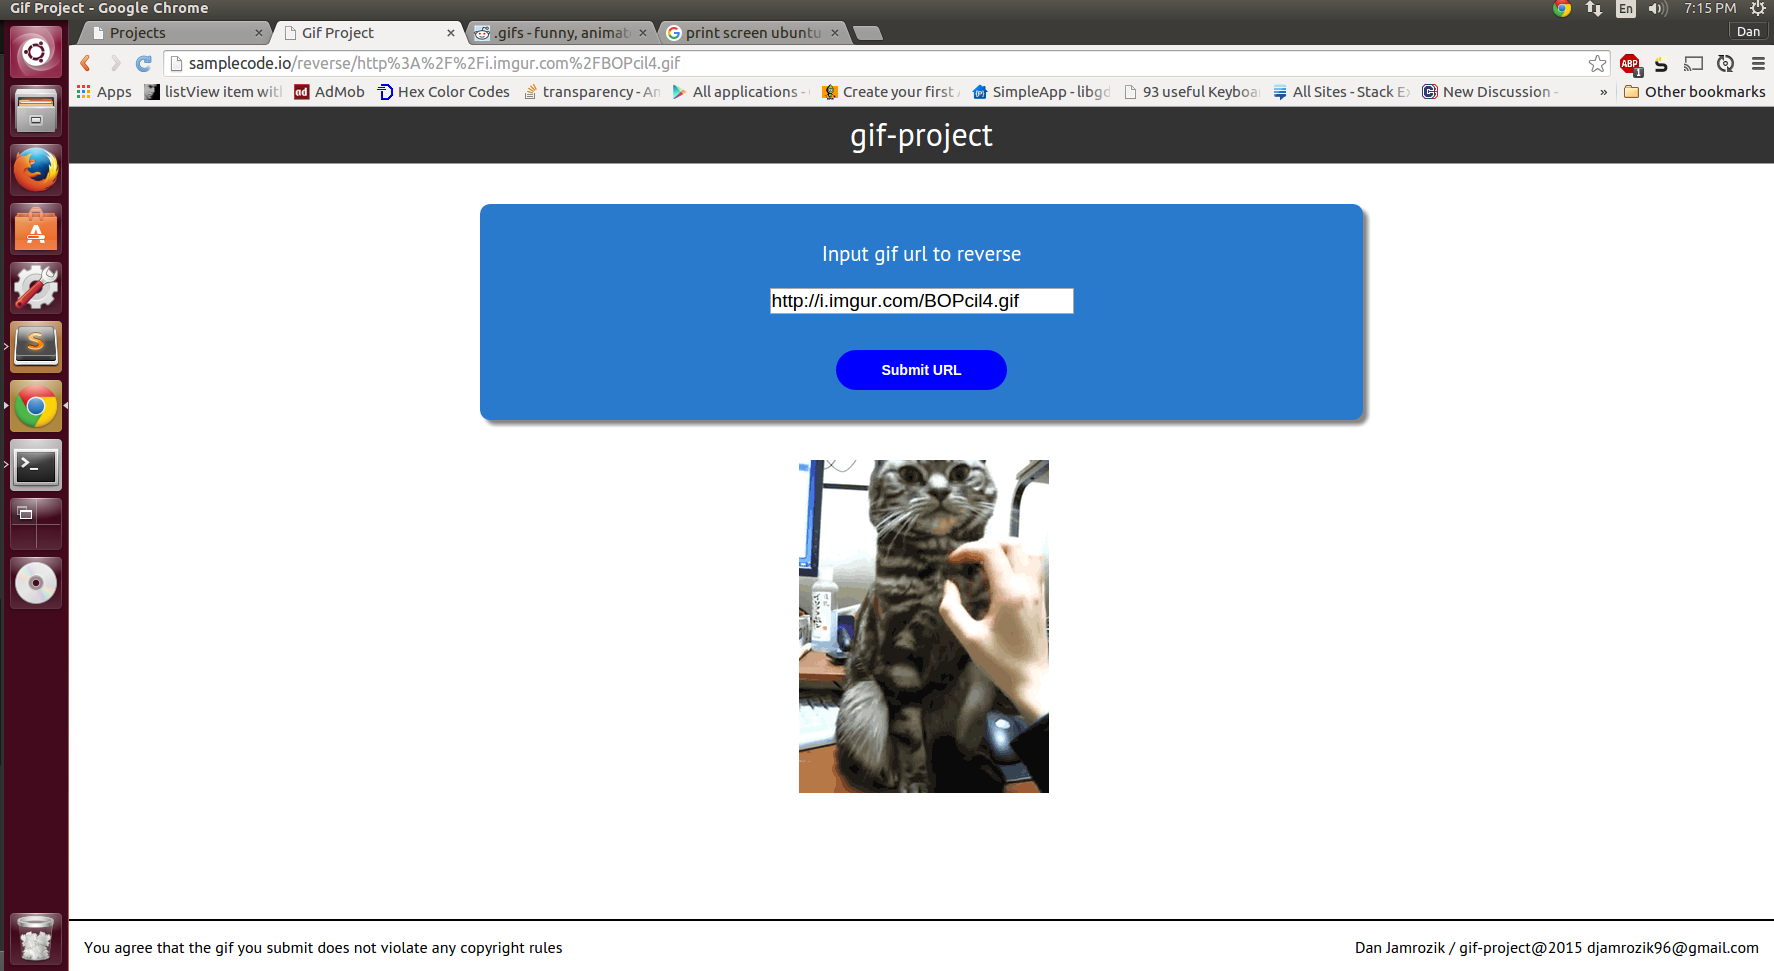 Gif Project - Google Chrome
En
7:15 PM
Projects
Gif Project
.gifs - funny, animat
print screen ubuntu
Dan
samplecode.io/reverse/http%3A%2F%2Fi.imgur.com%2FBOPcil4.gif
ABP
1
Apps
listView item wit
ad AdMob
Hex Color Codes
transparency - An
All applications -
Create your first
SimpleApp - libgd
93 useful Keyboa
All Sites - Stack E
New Discussion -
»
Other bookmarks
gif-project
Input gif url to reverse
http://i.imgur.com/BOPcil4.gif
Submit URL
You agree that the gif you submit does not violate any copyright rules
Dan Jamrozik / gif-project@2015 djamrozik96@gmail.com